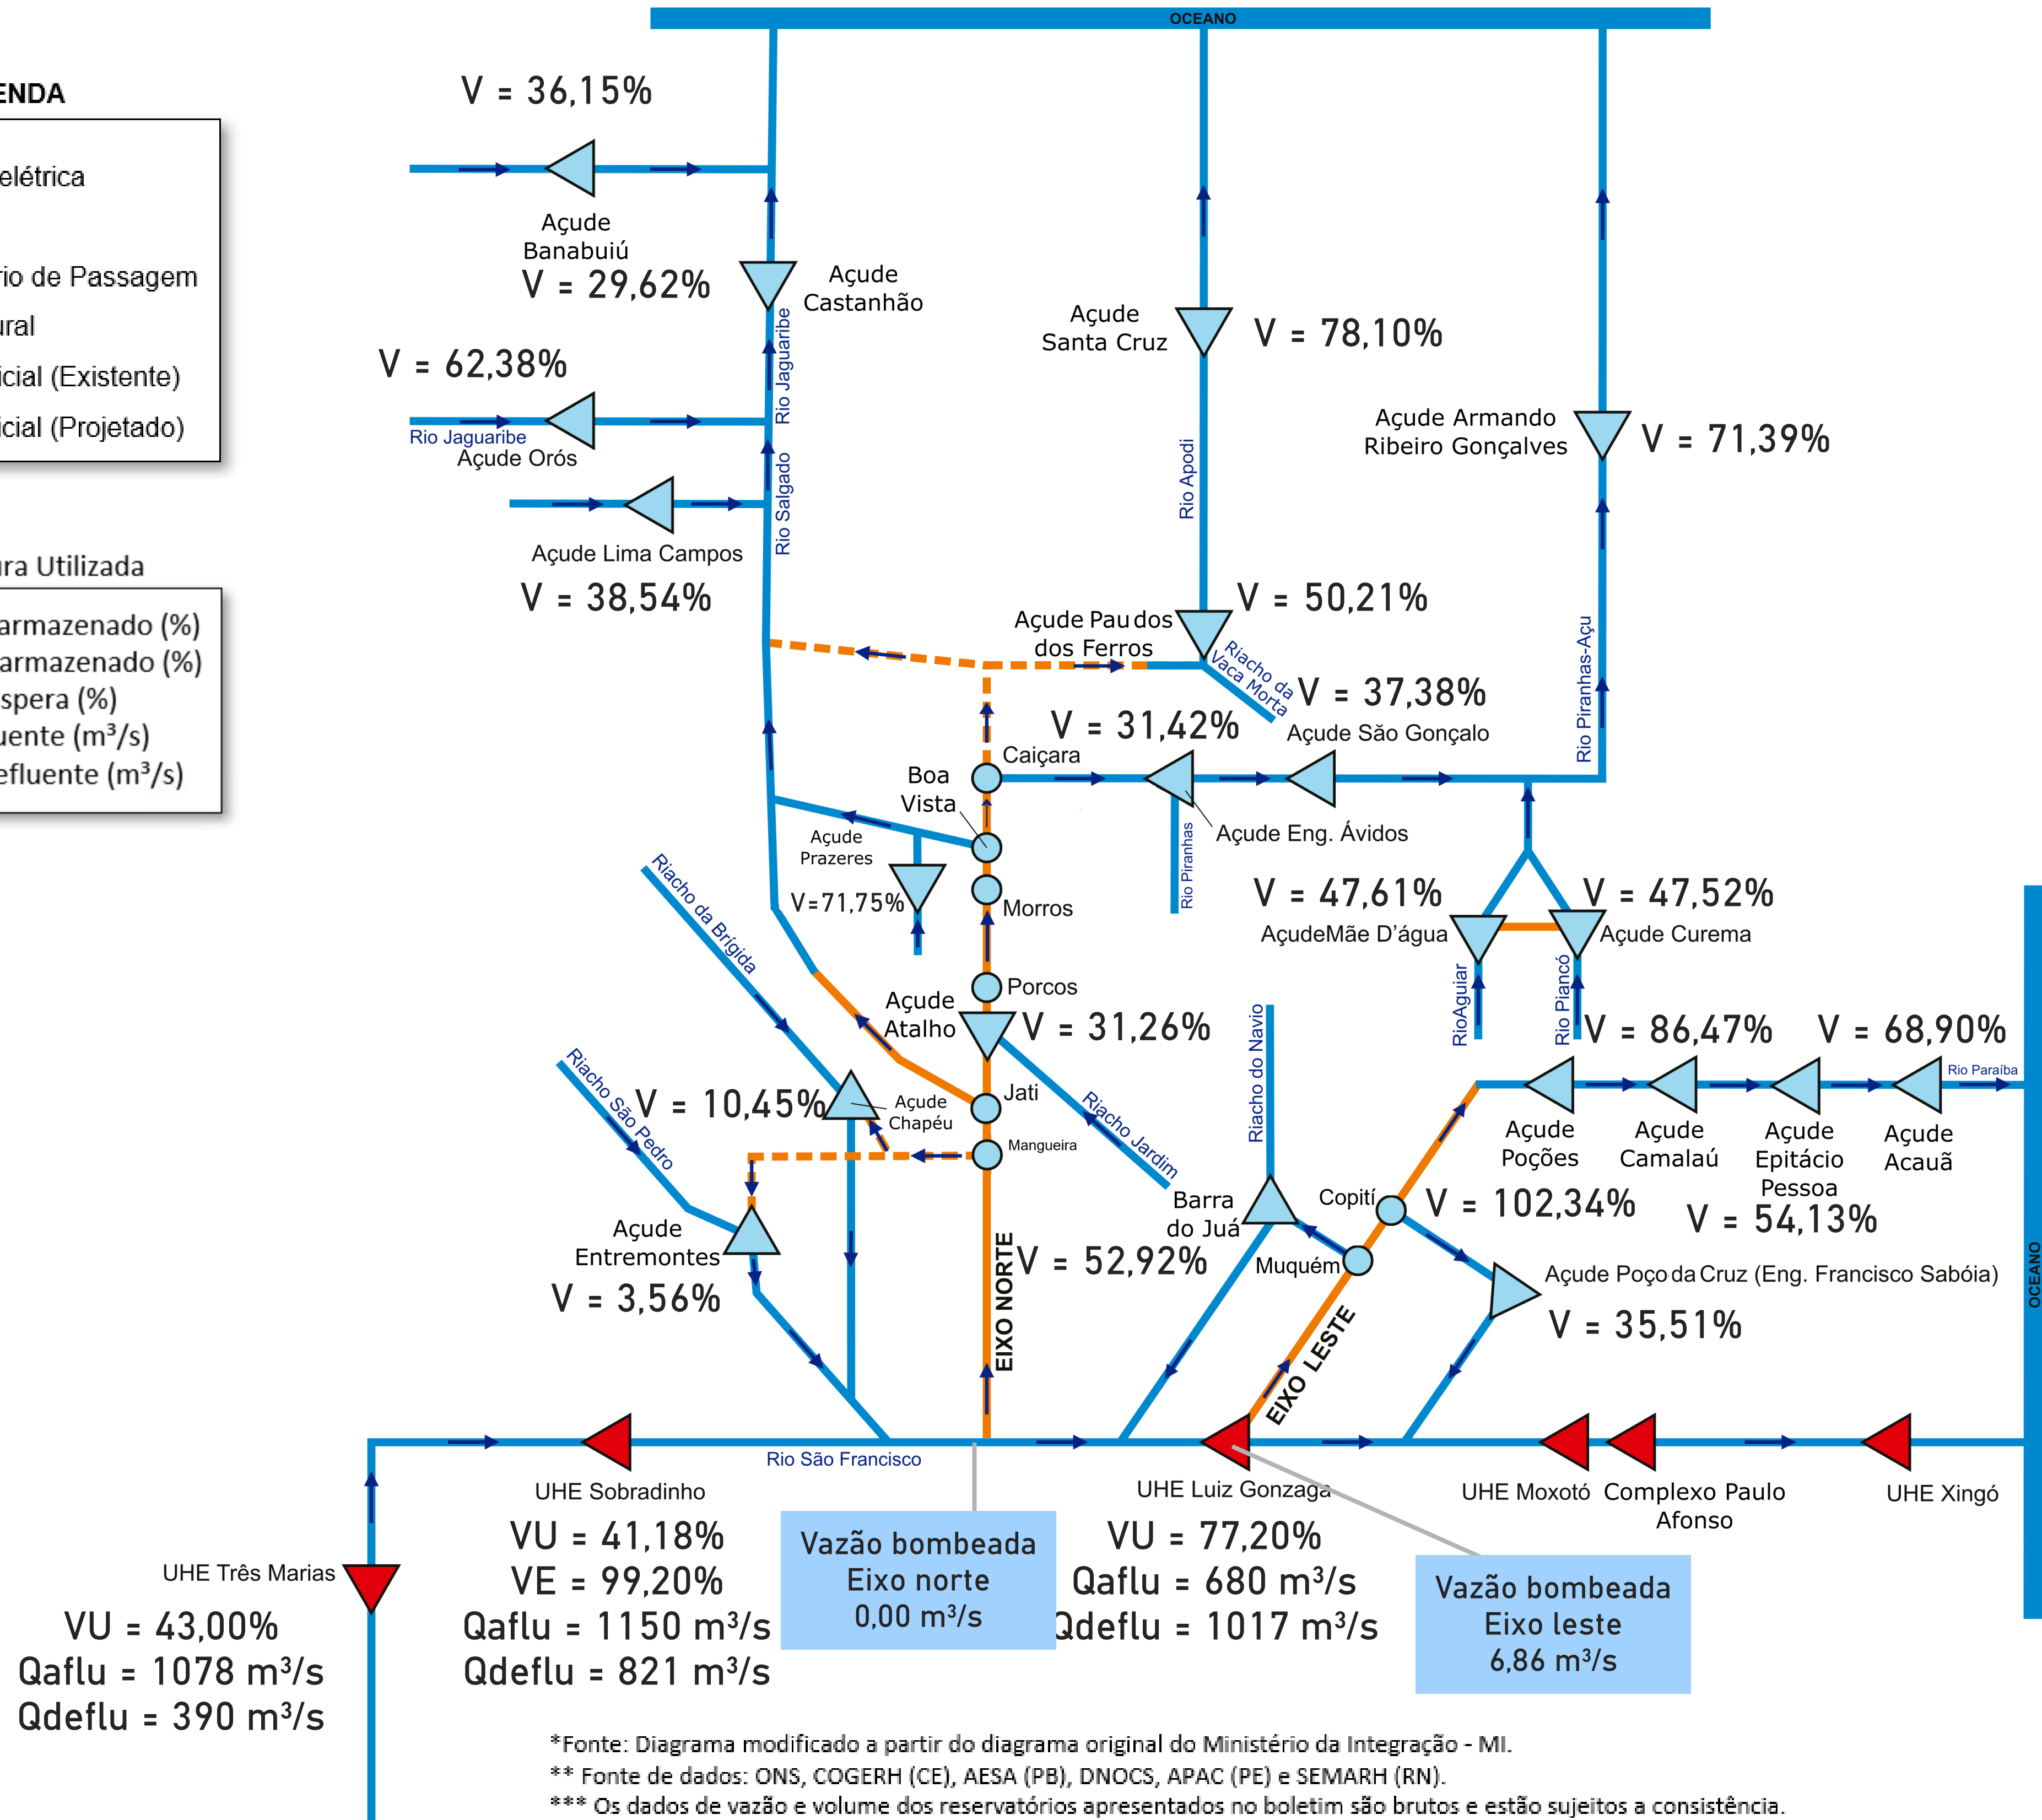 OCEANO
ENDA
elétrica
rio de Passagem
ural
icial (Existente)
icial (Projetado)
ura Utilizada
armazenado (%)
armazenado (%)
spera (%)
uente (m³/s)
efluente (m³/s)
V = 36,15%
Açude
Banabuiú
V = 29,62%
Açude
Castanhão
Rio Jaguaribe
V = 62,38%
Rio Jaguaribe
Açude Orós
Rio Salgado
Açude Lima Campos
V = 38,54%
Açude
Santa Cruz
V = 78,10%
Rio Apodi
Açude Armando
Ribeiro Gonçalves
V = 71,39%
Açude Pau dos
dos Ferros
V = 50,21%
Riacho da
Vaca Morta
V = 37,38%
Açude São Gonçalo
Rio Piranhas-Açu
V = 31,42%
Caiçara
Boa
Vista
Açude Eng. Ávidos
Rio Piranhas
Açude
Prazeres
V=71,75%
Morros
Porcos
V = 47,61%
AçudeMãe D'água
V = 47,52%
Açude Curema
RioAguiar
Rio Piancó
Riacho da Brígida
Açude
Atalho
V = 31,26%
Riacho São Pedro
V = 10,45%
Açude
Chapéu
Jati
Mangueira
Riacho Jardim
Riacho do Navio
V = 86,47%
V = 68,90%
Rio Paraíba
Açude
Poções
Açude
Camalaú
Açude
Epitácio
Pessoa
Açude
Acauã
V = 102,34%
V = 54,13%
Barra
do Juá
Copití
Muquém
V = 52,92%
Açude
Entremontes
V = 3,56%
EIXO NORTE
EIXO LESTE
Açude Poço da Cruz (Eng. Francisco Sabóia)
V = 35,51%
OCEANO
Rio São Francisco
UHE Sobradinho
VU = 41,18%
VE = 99,20%
Qaflu = 1150 m³/s
Qdeflu = 821 m³/s
Vazão bombeada
Eixo norte
0,00 m³/s
UHE Luiz Gonzaga
VU = 77,20%
Qaflu = 680 m³/s
Qdeflu = 1017 m³/s
Vazão bombeada
Eixo leste
6,86 m³/s
UHE Moxotó
Complexo Paulo
Afonso
UHE Xingó
UHE Três Marias
VU = 43,00%
Qaflu = 1078 m³/s
Qdeflu = 390 m³/s
*Fonte: Diagrama modificado a partir do diagrama original do Ministério da Integração - MI.
** Fonte de dados: ONS, COGERH (CE), AESA (PB), DNOCS, APAC (PE) e SEMARH (RN).
*** Os dados de vazão e volume dos reservatórios apresentados no boletim são brutos e estão sujeitos a consistência.